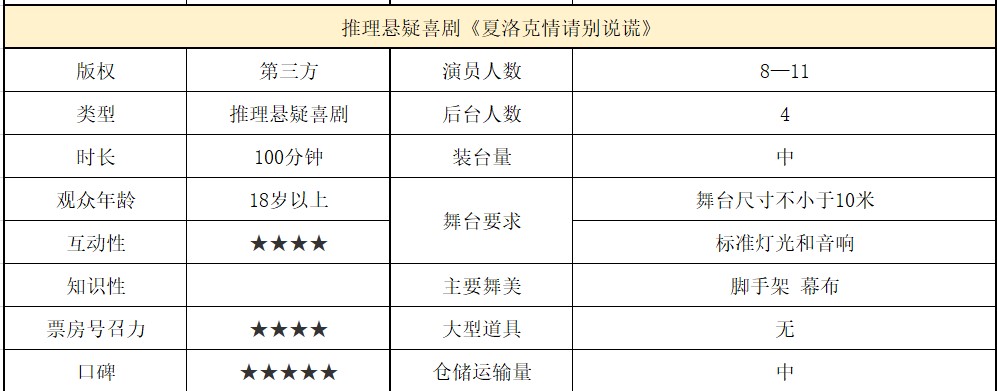 推理悬疑喜剧《夏洛克情请别说谎》
版权 第三方 演员人数 8—11
类型 推理悬疑喜剧 后台人数 4
时长 100分钟 装台量 中
观众年龄 18岁以上 舞台要求 舞台尺寸不小于10米
互动性 ★★★★ 标准灯光和音响
知识性 主要舞美 脚手架 幕布
票房号召力 ★★★★ 大型道具 无
口碑 ★★★★★ 仓储运输量 中